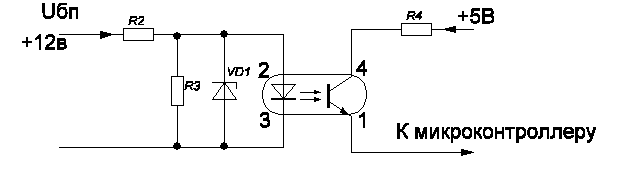 Uбп
+12в
R2
R4
+5В
R3
VD1
2
4
3
1
К микроконтроллеру